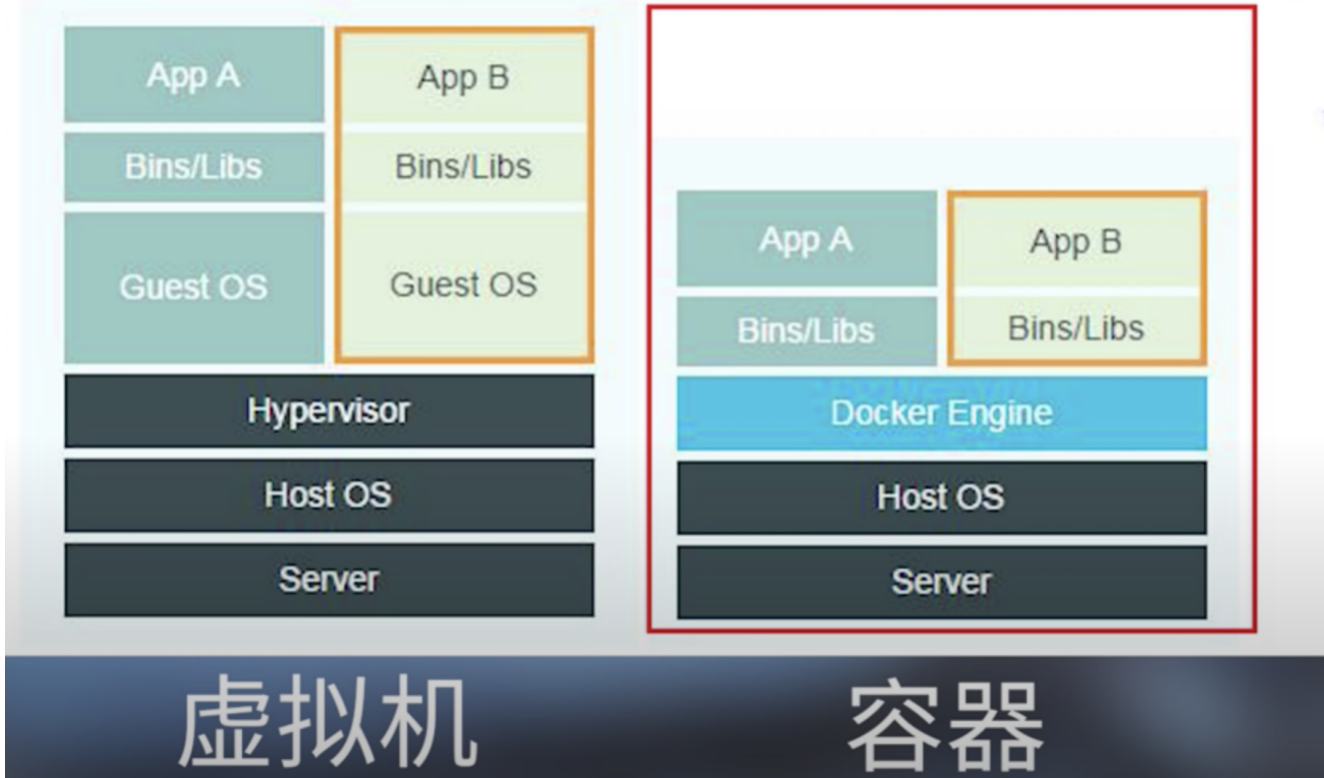 App A
App B
Bins/Libs
Bins/Libs
Guest OS
Guest OS
Hypervisor
Host OS
Server
App A
App B
Bins/Libs
Bins/Libs
Docker Engine
Host OS
Server
虚拟机
容器